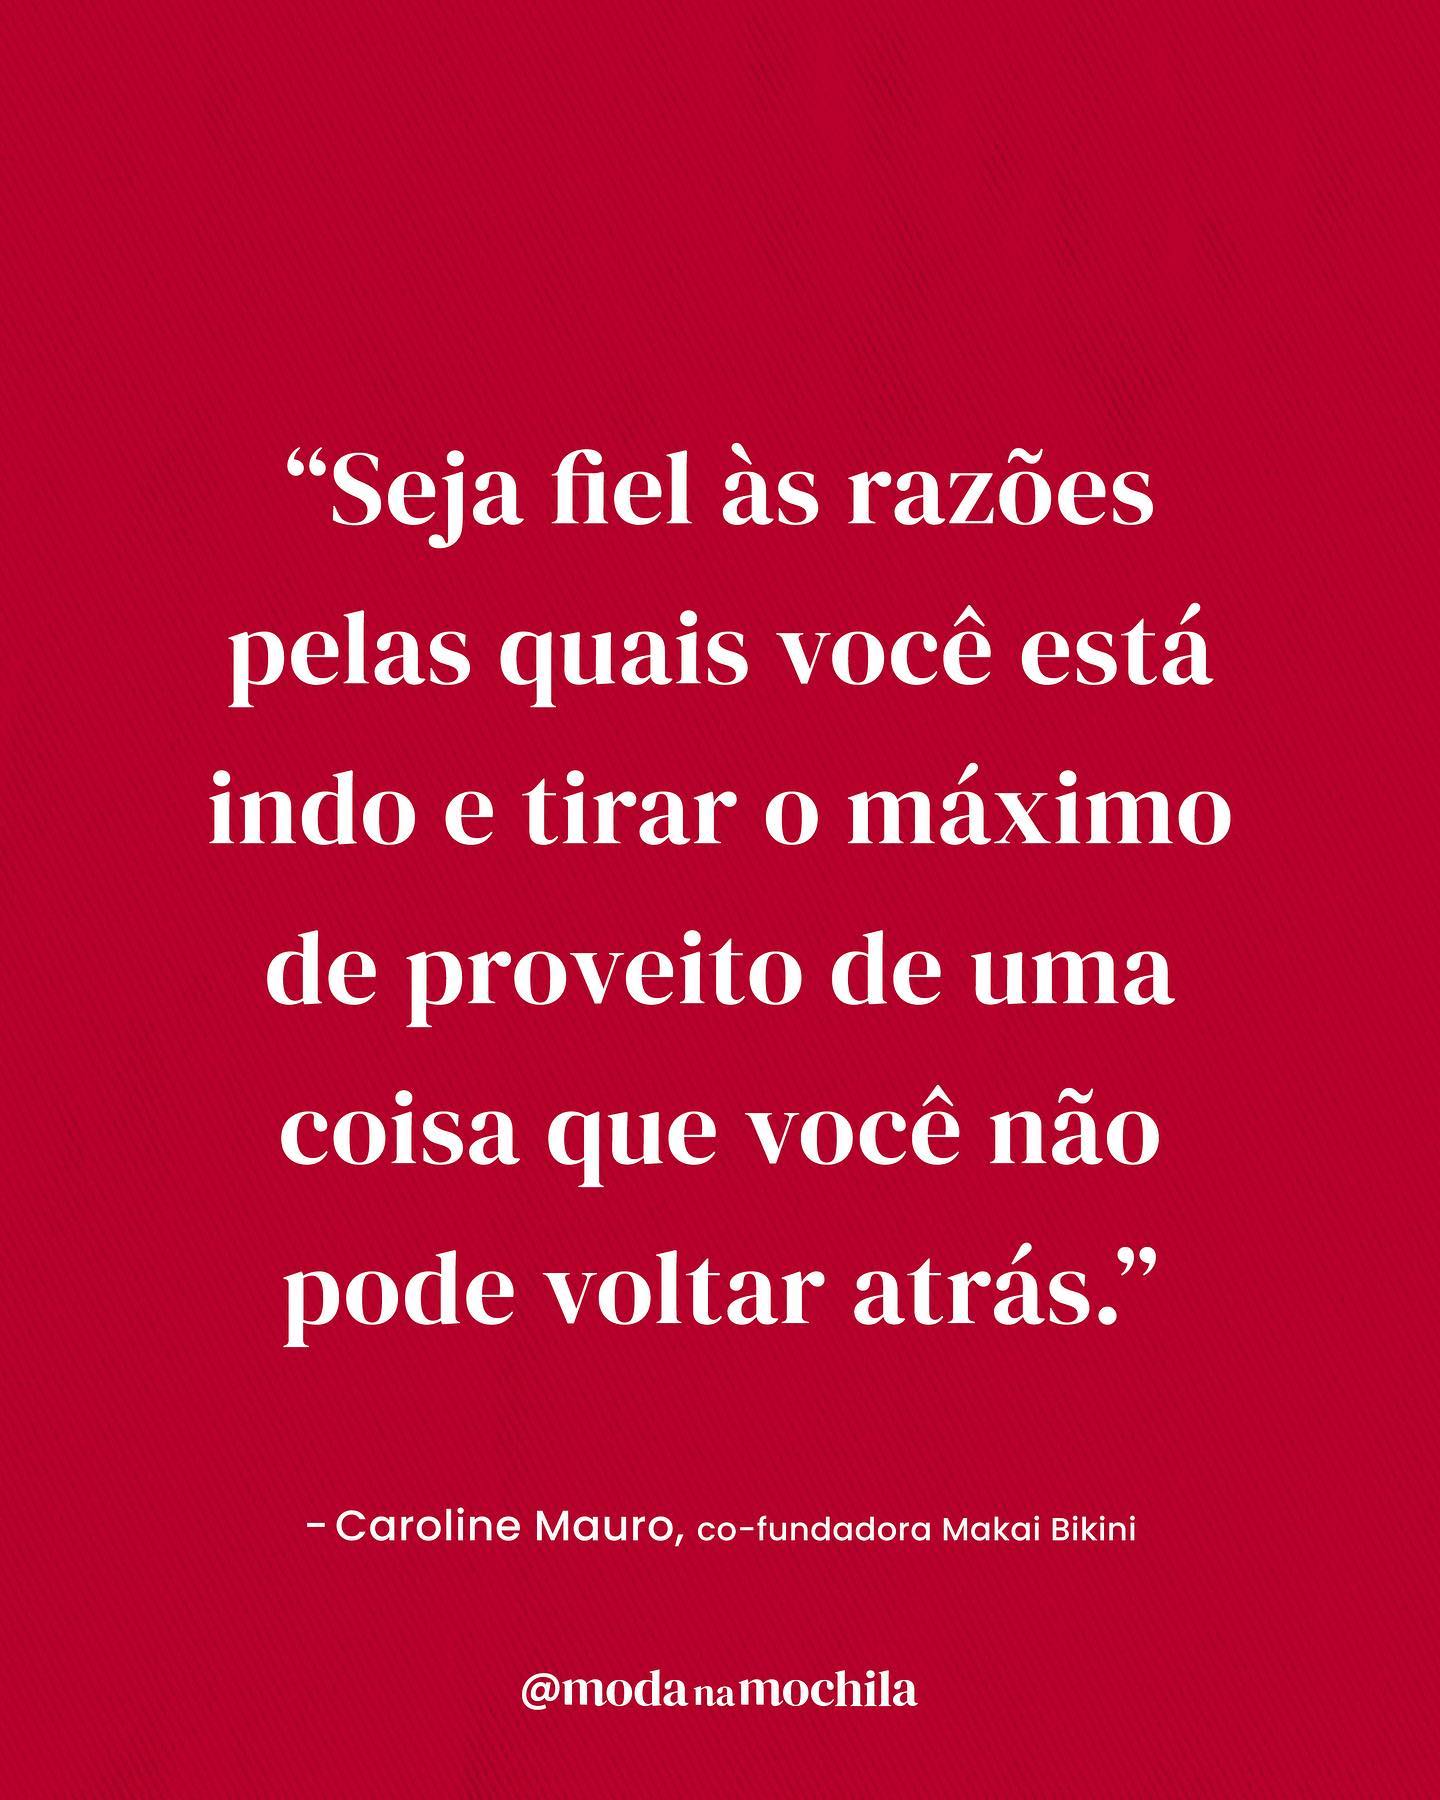 “Seja fiel às razões
pelas quais você está
indo e tirar o máximo
de proveito de uma
coisa que você não
pode voltar atrás.”
- Caroline Mauro, co-fundadora Makai Bikini
@modanamochila